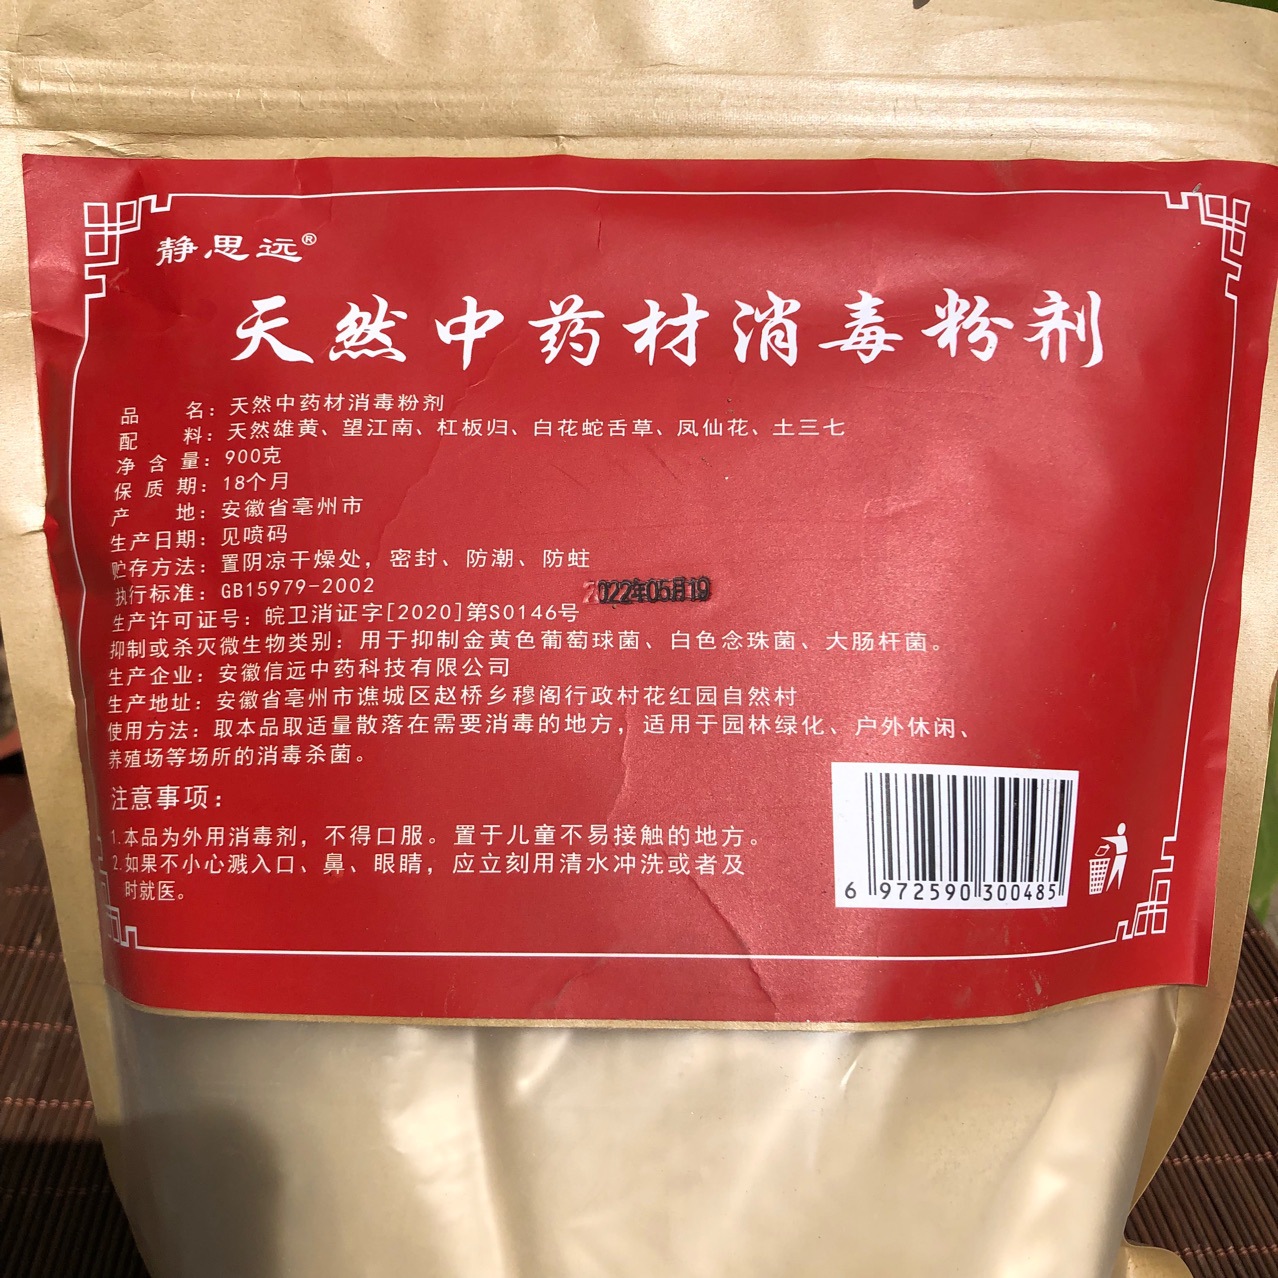 静思远®
天然中药材消毒粉剂
品 名：天然中药材消毒粉剂
配 料：天然雄黄、望江南、杠板归、白花蛇舌草、凤仙花、土三七
净含量：900克
保质期：18个月
产 地：安徽省亳州市
生产日期：见喷码
贮存方法：置阴凉干燥处，密封、防潮、防蛀
执行标准：GB15979-2002
2022年05月19
生产许可证号：皖卫消证字[2020]第S0146号
抑制或杀灭微生物类别：用于抑制金黄色葡萄球菌、白色念珠菌、大肠杆菌。
生产企业：安徽信远中药科技有限公司
生产地址：安徽省亳州市谯城区赵桥乡穆阁行政村花红园自然村
使用方法：取本品取适量散落在需要消毒的地方，适用于园林绿化、户外休闲、
养殖场等场所的消毒杀菌。
注意事项：
1.本品为外用消毒剂，不得口服。置于儿童不易接触的地方。
2.如果不小心溅入口、鼻、眼睛，应立刻用清水冲洗或者及
时就医。
6 972590 300485